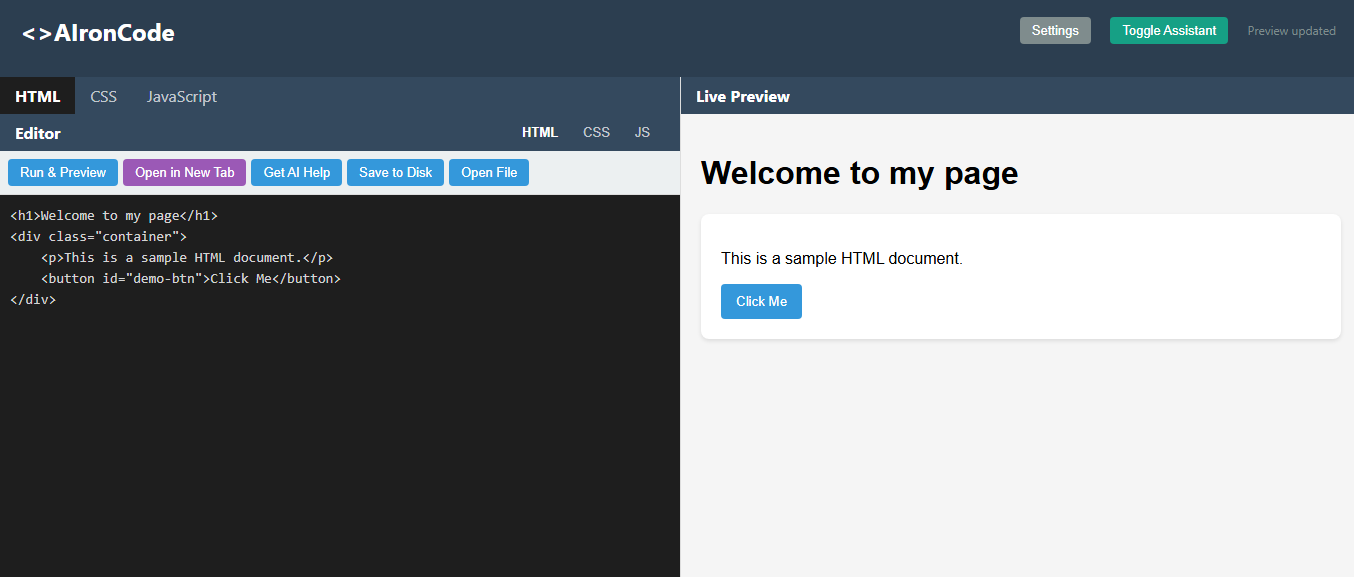 <>AIronCode
Settings Toggle Assistant Preview updated
HTML CSS JavaScript
Editor HTML CSS JS
Run & Preview Open in New Tab Get AI Help Save to Disk Open File
<h1>Welcome to my page</h1>
<div class="container">
    <p>This is a sample HTML document.</p>
    <button id="demo-btn">Click Me</button>
</div>
Live Preview
Welcome to my page
This is a sample HTML document.
Click Me